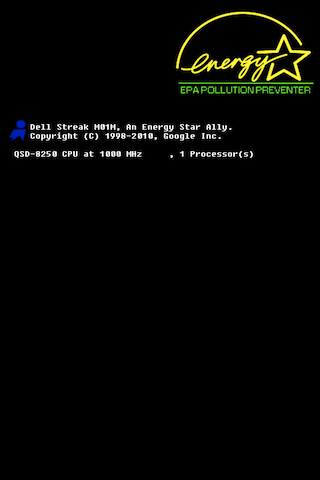 energy
EPA POLLUTION PREVENTER
Dell Streak M01M, An Energy Star Ally.
Copyright (C) 1998-2010, Google Inc.
QSD-8250 CPU at 1000 MHz , 1 Processor(s)